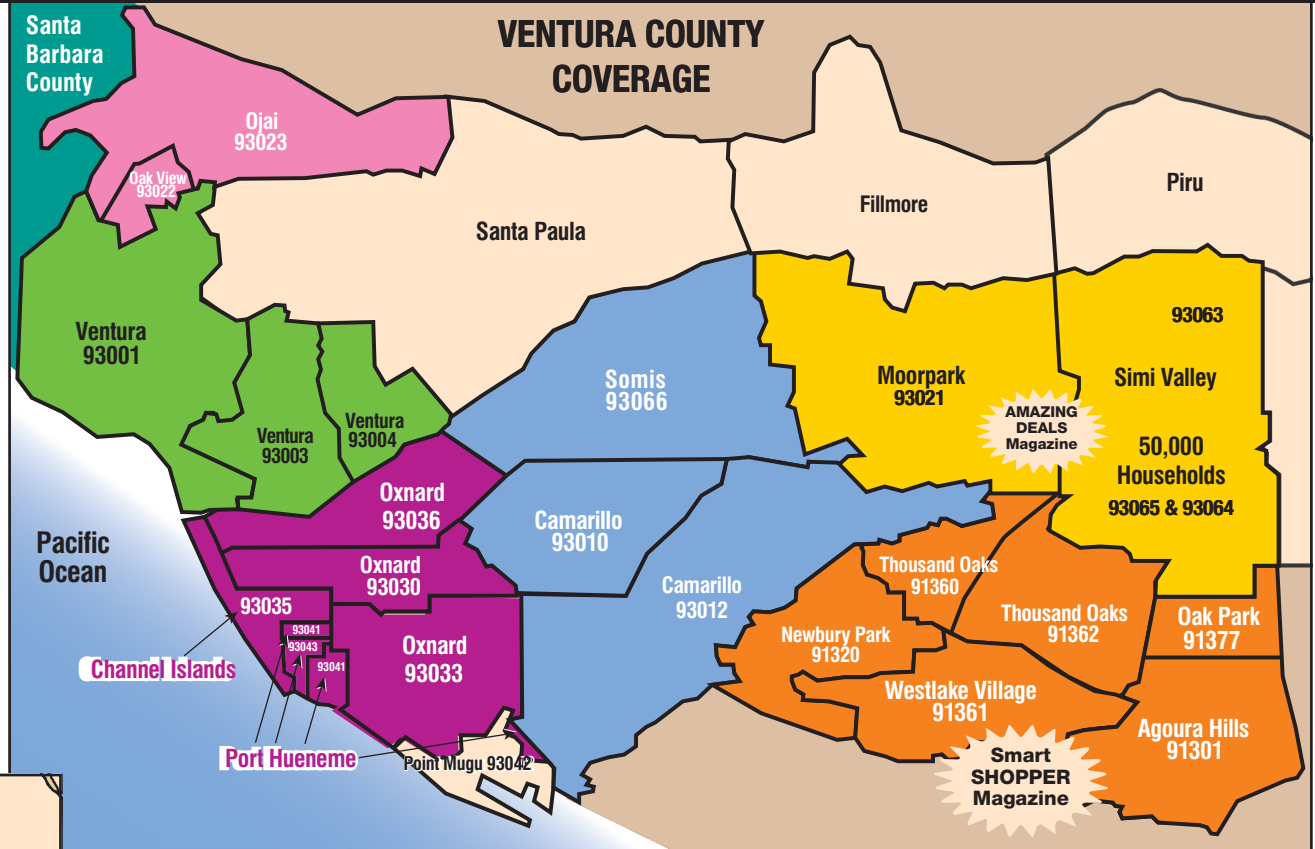 Santa
Barbara
County
VENTURA COUNTY
COVERAGE
Ojai
93023
Oak View
93022
Santa Paula
Fillmore
Piru
Ventura
93001
Ventura
93003
Ventura
93004
Somis
93066
Moorpark
93021
AMAZING
DEALS
Magazine
93063
Simi Valley
50,000
Households
93065 & 93064
Oxnard
93036
Camarillo
93010
Pacific
Ocean
Oxnard
93030
Camarillo
93012
Thousand Oaks
91360
Thousand Oaks
91362
Oak Park
91377
93035
93041
93043
93041
Oxnard
93033
Newbury Park
91320
Channel Islands
Westlake Village
91361
Agoura Hills
91301
Port Hueneme
Point Mugu 93042
Smart
SHOPPER
Magazine